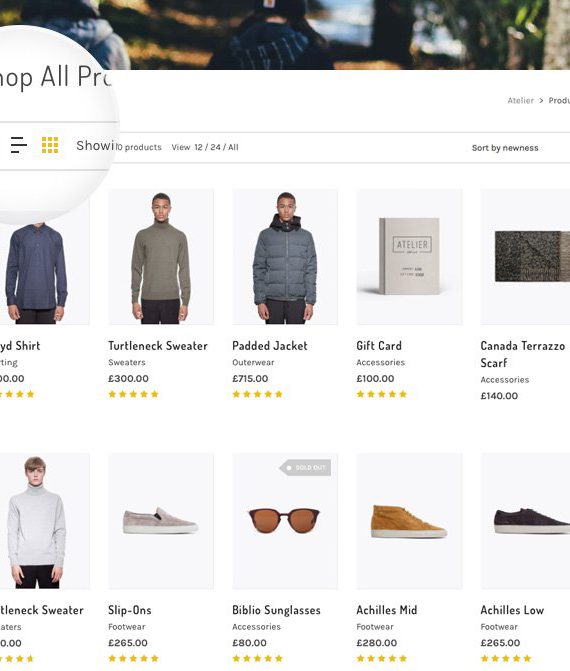 hop All Pro
Atelier > Produ
Showi
0 products View 12 / 24 / All
Sort by newness
ATELIER
yd Shirt
rting
00.00
Turtleneck Sweater
Sweaters
£300.00
Padded Jacket
Outerwear
£715.00
Gift Card
Accessories
£100.00
Canada Terrazzo
Scarf
Accessories
£140.00
SOLD OUT
tleneck Sweater
aters
0.00
Slip-Ons
Footwear
£265.00
Biblio Sunglasses
Accessories
£80.00
Achilles Mid
Footwear
£280.00
Achilles Low
Footwear
£265.00